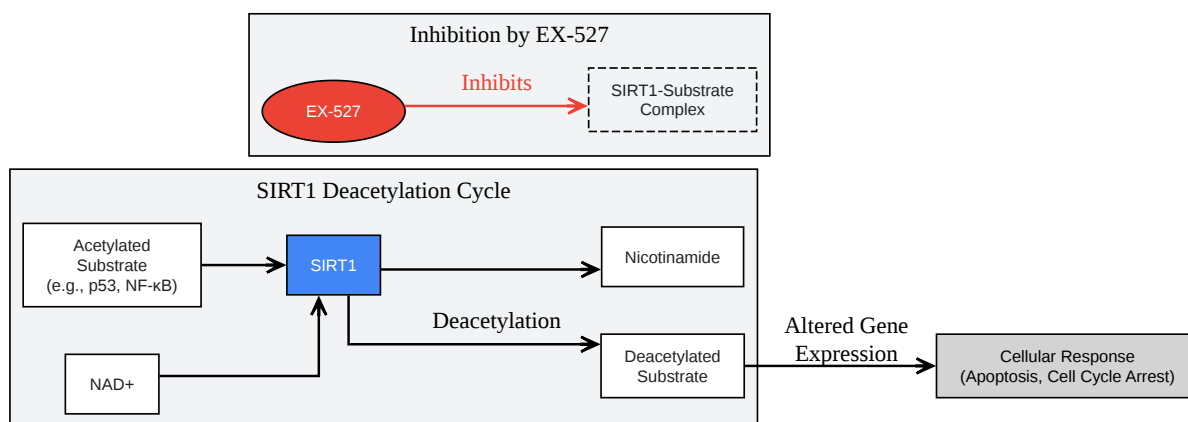 Inhibition by EX-527
Inhibits
EX-527
SIRT1-Substrate
Complex
SIRT1 Deacetylation Cycle
Acetylated
Substrate
(e.g., p53, NF-κB)
SIRT1
Nicotinamide
Deacetylation
NAD+
Deacetylated
Substrate
Altered Gene
Expression
Cellular Response
(Apoptosis, Cell Cycle Arrest)